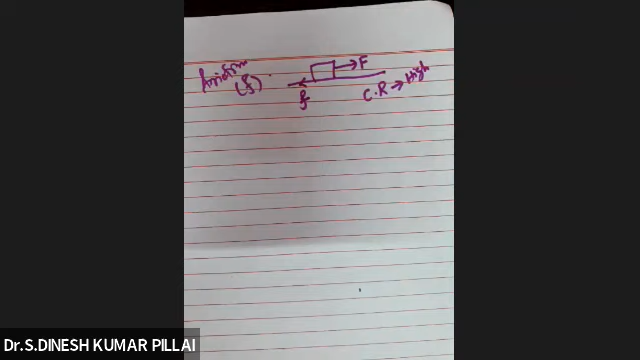 friction
(f).
F
f
C.R → High
Dr.S.DINESH KUMAR PILLAI